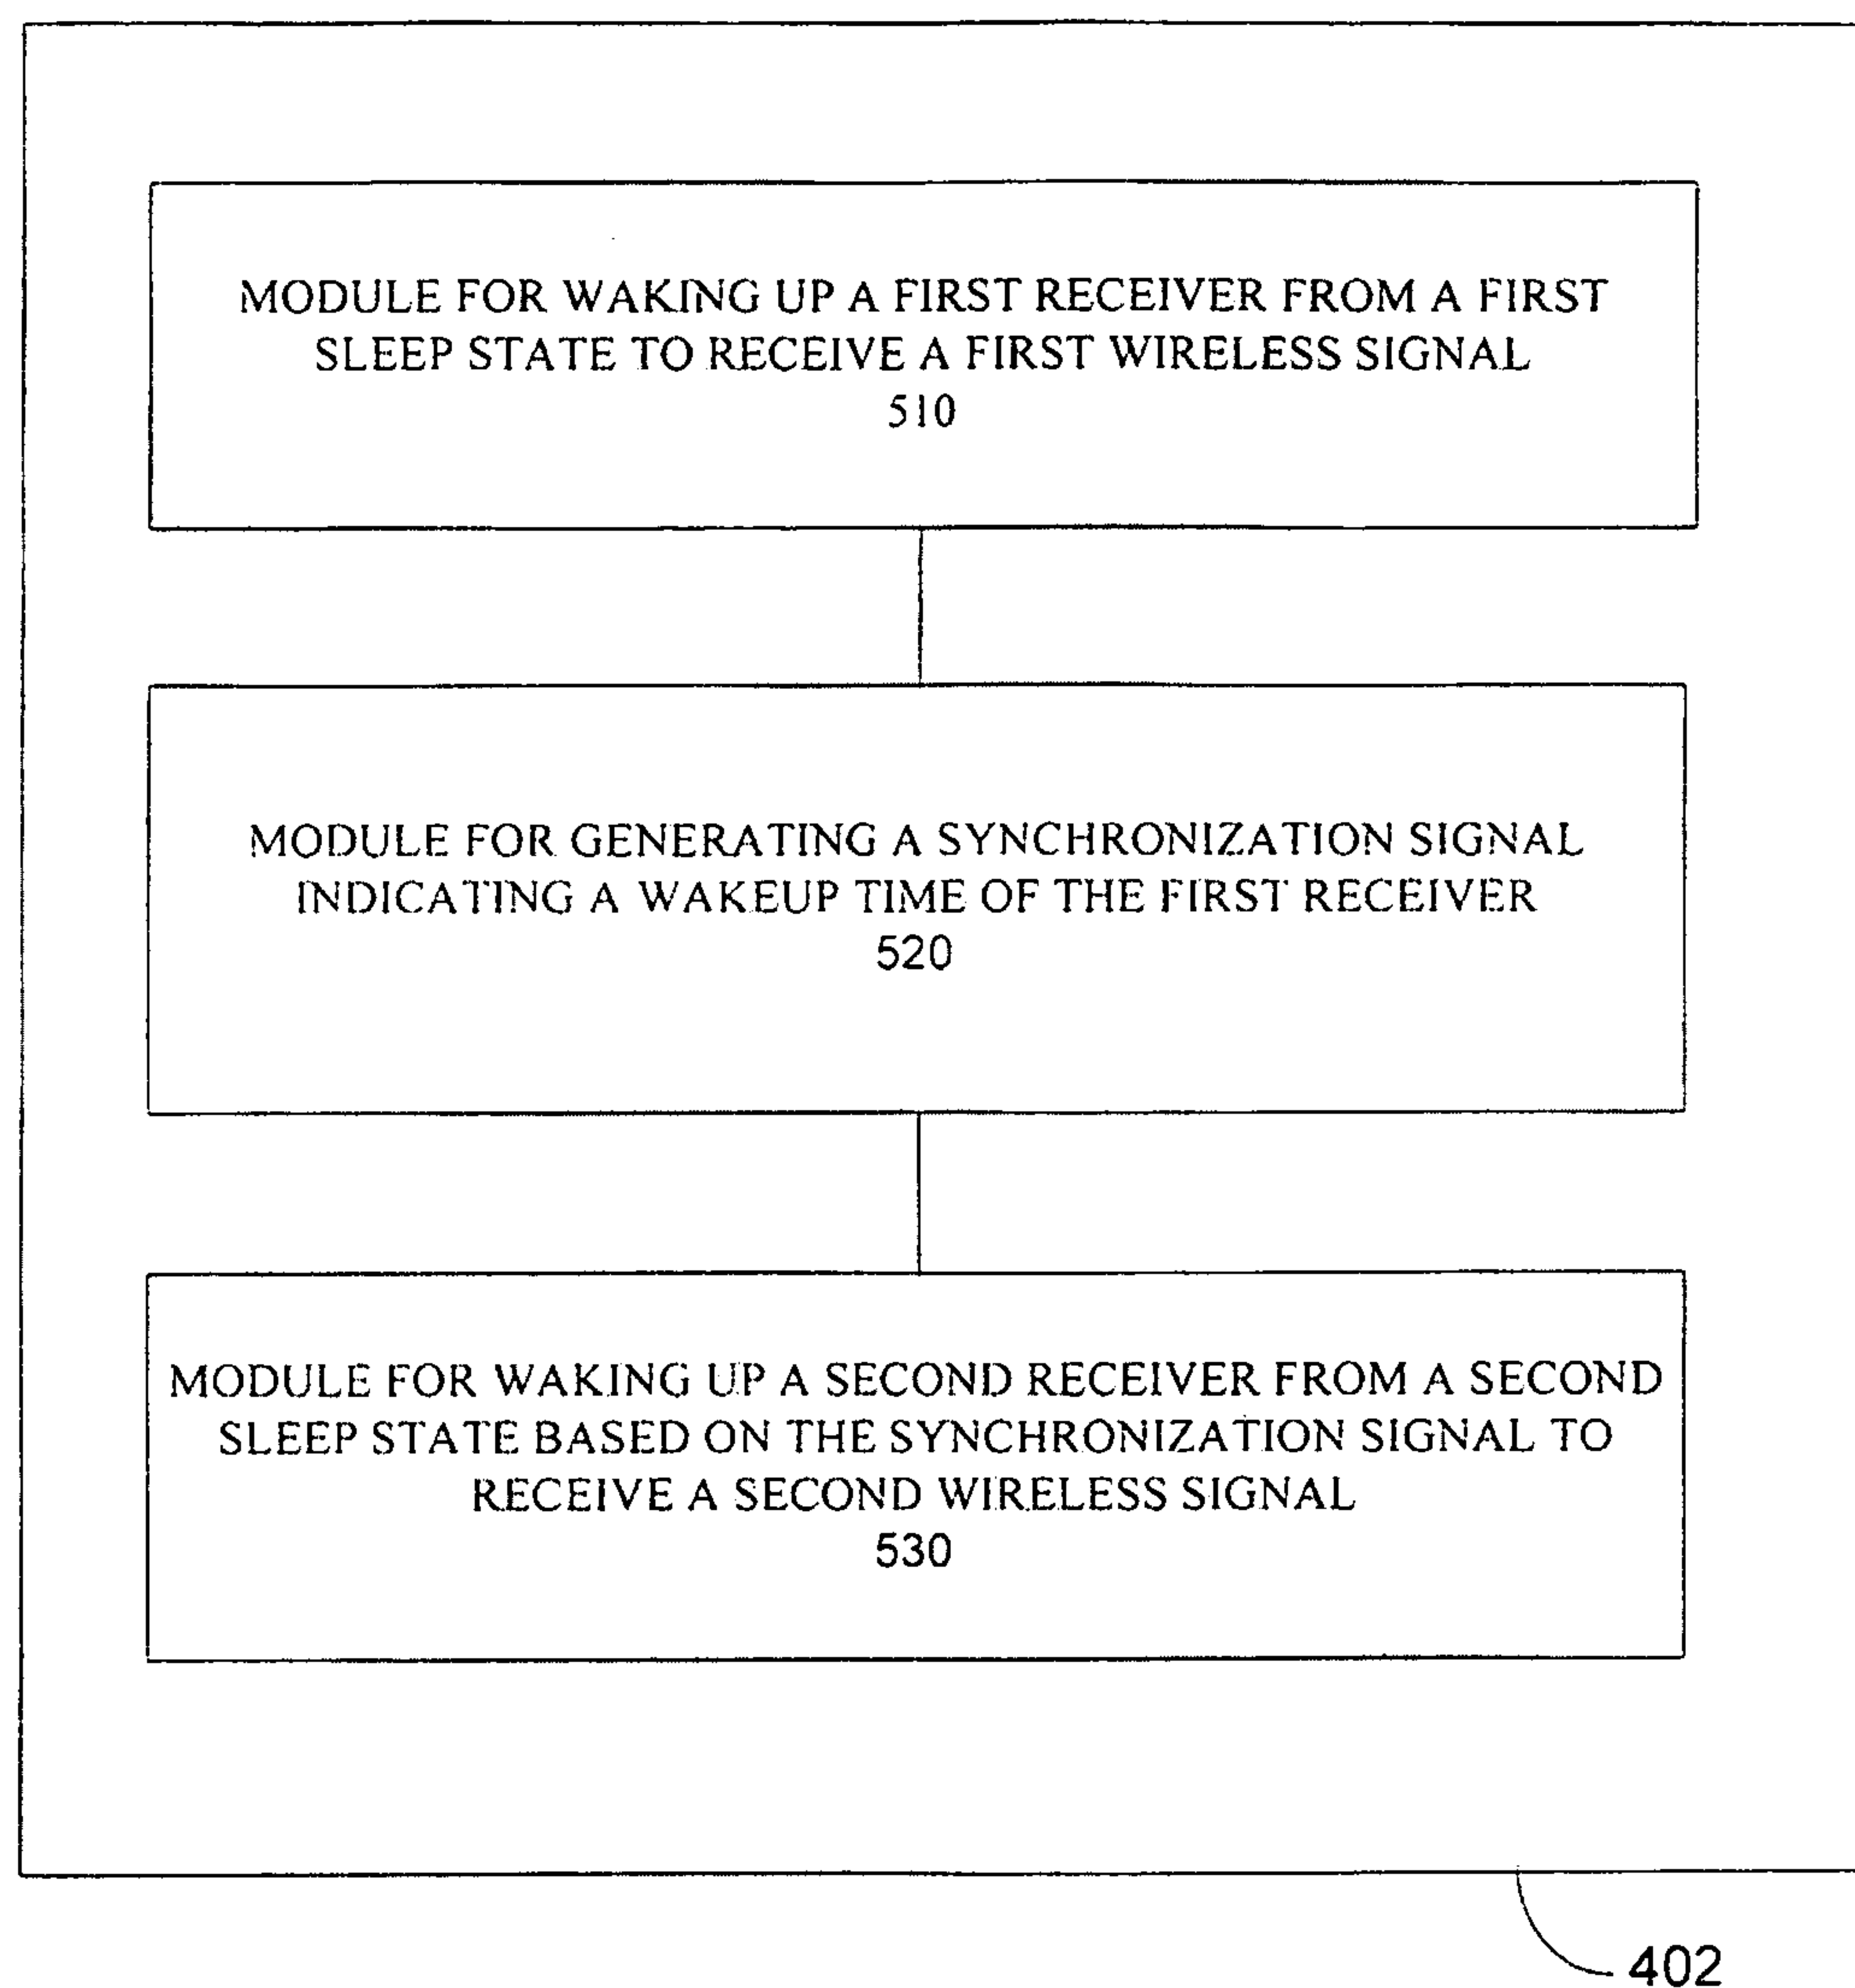 MODULE FOR WAKING UP A FIRST RECEIVER FROM A FIRST
SLEEP STATE TO RECEIVE A FIRST WIRELESS SIGNAL
510
MODULE FOR GENERATING A SYNCHRONIZATION SIGNAL
INDICATING A WAKEUP TIME OF THE FIRST RECEIVER
520
MODULE FOR WAKING UP A SECOND RECEIVER FROM A SECOND
SLEEP STATE BASED ON THE SYNCHRONIZATION SIGNAL TO
RECEIVE A SECOND WIRELESS SIGNAL
530
402